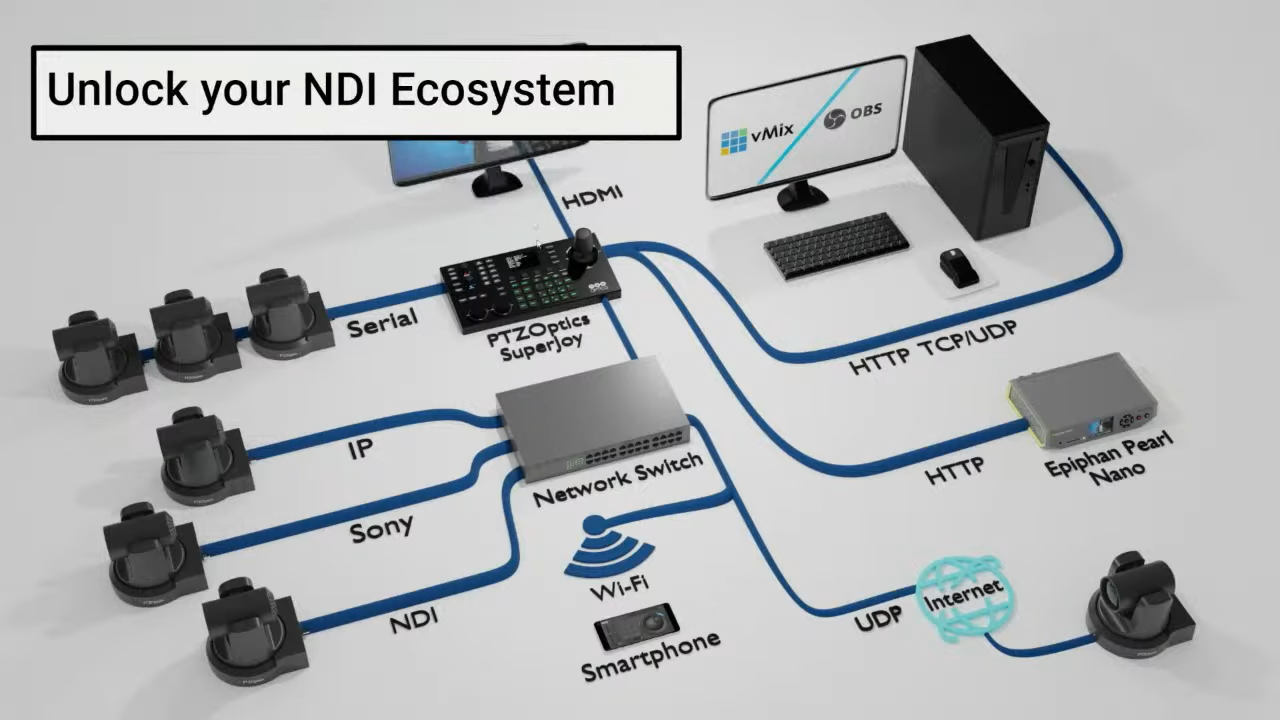 Unlock your NDI Ecosystem
vMix
OBS
HDMI
Serial
PTZOptics
SuperJoy
HTTP TCP/UDP
IP
Network Switch
HTTP
Epiphan Pearl
Nano
Sony
Wi-Fi
NDI
UDP
Internet
Smartphone